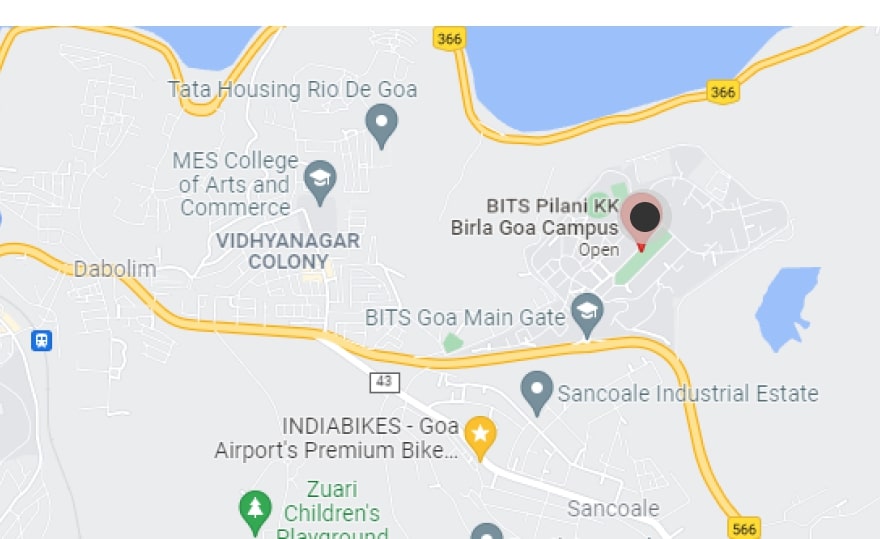 366
Tata Housing Rio De Goa
366
MES College
of Arts and
Commerce
BITS Pilani KK
Birla Goa Campus
Open
VIDHYANAGAR
COLONY
Dabolim
BITS Goa Main Gate
43
Sancoale Industrial Estate
INDIABIKES - Goa
Airport's Premium Bike...
Zuari
Children's
Playground
Sancoale
566